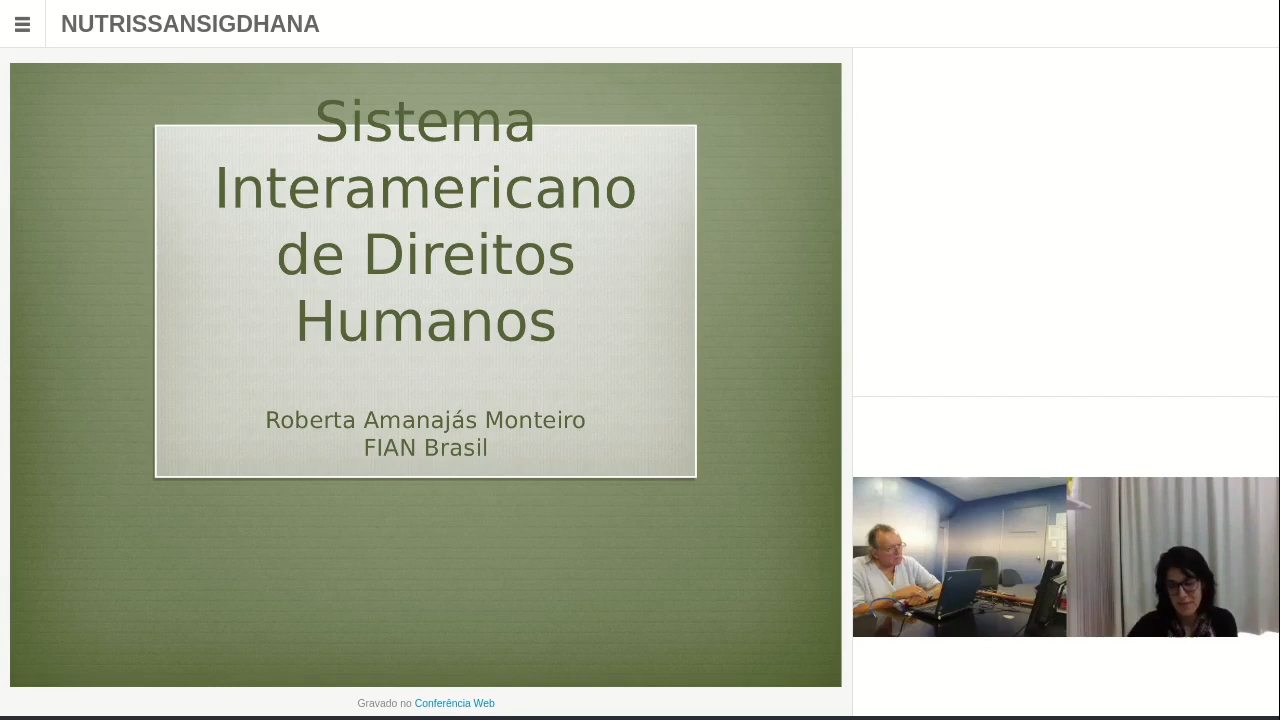 NUTRISSANSIGDHANA
Sistema
Interamericano
de Direitos
Humanos
Roberta Amanajás Monteiro
FIAN Brasil
Gravado no Conferência Web